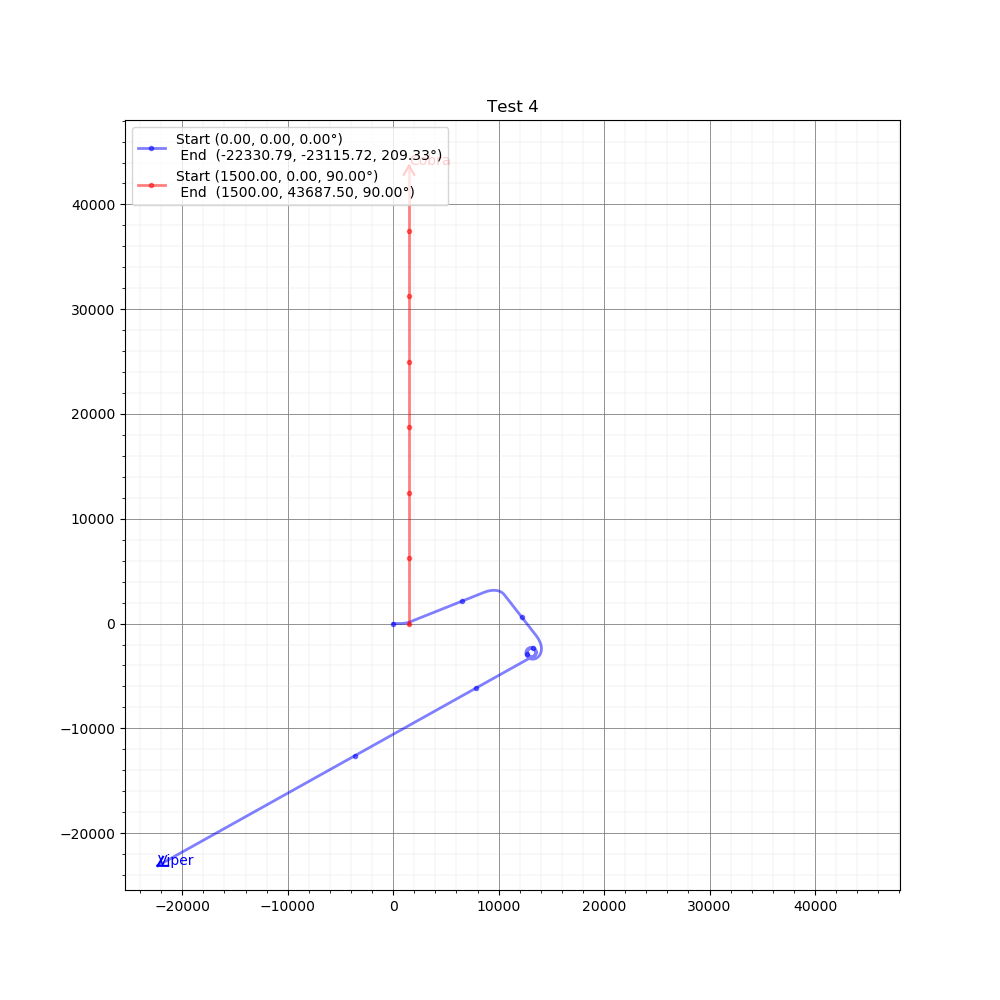 Test 4
Start (0.00, 0.00, 0.00°)
End (-22330.79, -23115.72, 209.33°)
Start (1500.00, 0.00, 90.00°)
End (1500.00, 43687.50, 90.00°)
40000
30000
20000
10000
0
−10000
−20000
Viper
−20000 −10000 0 10000 20000 30000 40000